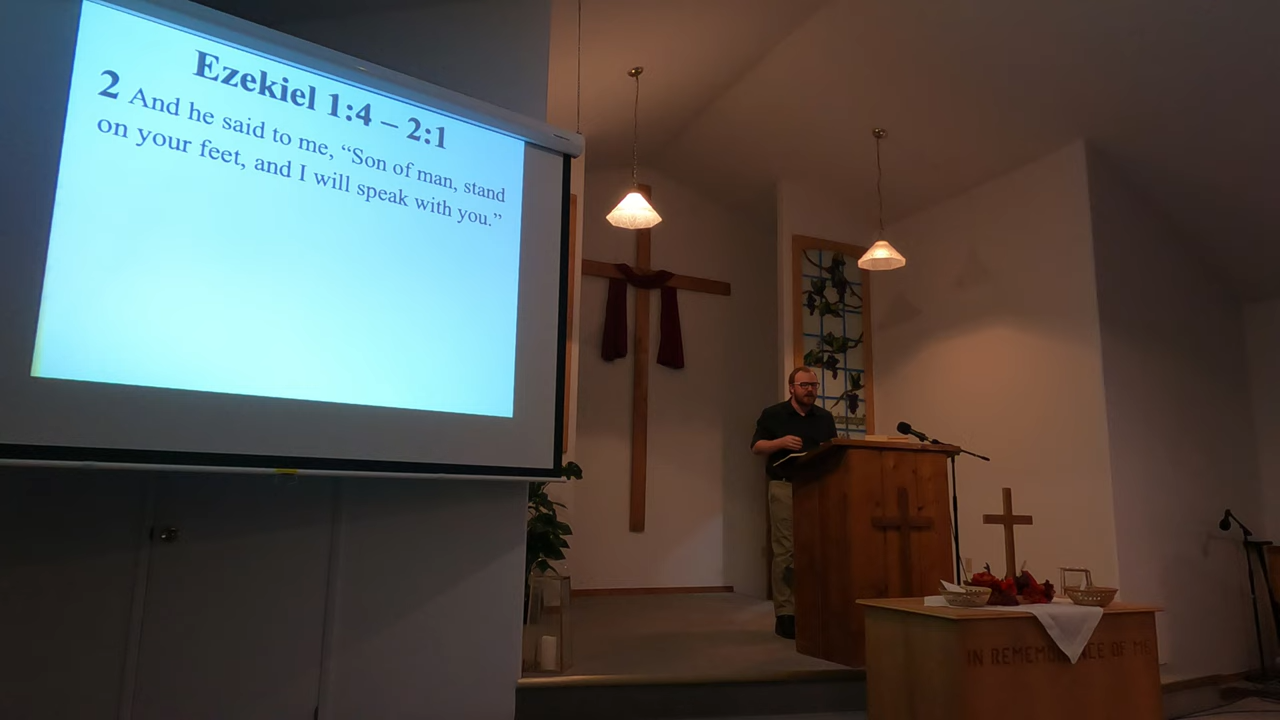 Ezekiel 1:4 – 2:1
2 And he said to me, “Son of man, stand
on your feet, and I will speak with you.”
IN REMEMBRANCE OF ME